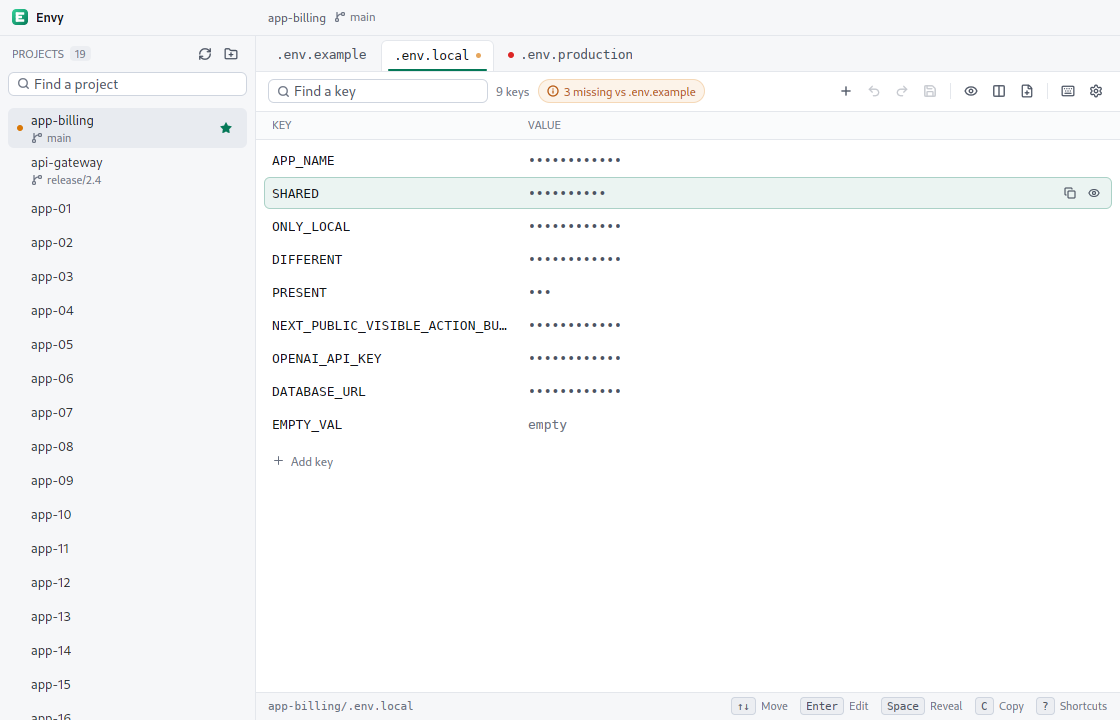 Envy
app-billing main
PROJECTS 19
Find a project
app-billing
main
api-gateway
release/2.4
app-01
app-02
app-03
app-04
app-05
app-06
app-07
app-08
app-09
app-10
app-11
app-12
app-13
app-14
app-15
app-16
.env.example .env.local .env.production
Find a key 9 keys 3 missing vs .env.example
KEY VALUE
APP_NAME ••••••••••••
SHARED ••••••••••
ONLY_LOCAL ••••••••••••
DIFFERENT ••••••••••••
PRESENT •••
NEXT_PUBLIC_VISIBLE_ACTION_BU… ••••••••••••
OPENAI_API_KEY ••••••••••••
DATABASE_URL ••••••••••••
EMPTY_VAL empty
+ Add key
app-billing/.env.local ↑↓ Move Enter Edit Space Reveal C Copy ? Shortcuts